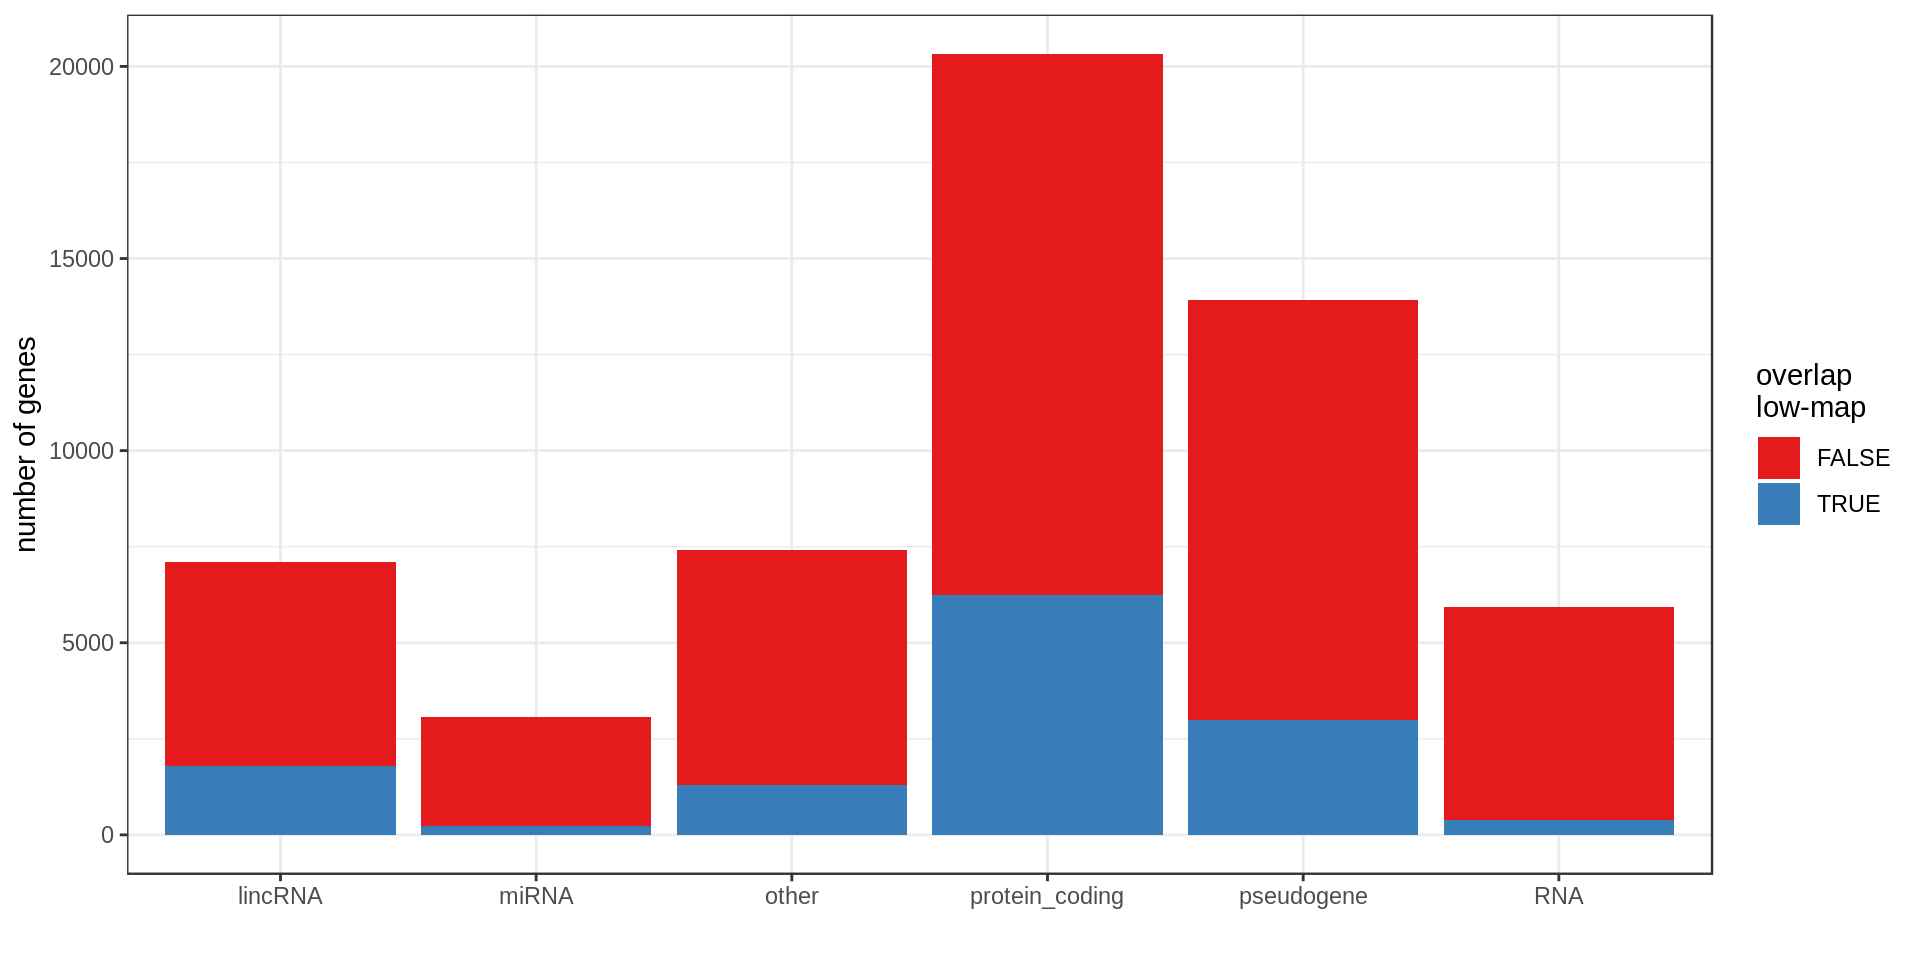 number of genes
20000
15000
10000
5000
0
lincRNA
miRNA
other
protein_coding
pseudogene
RNA
overlap
low-map
FALSE
TRUE